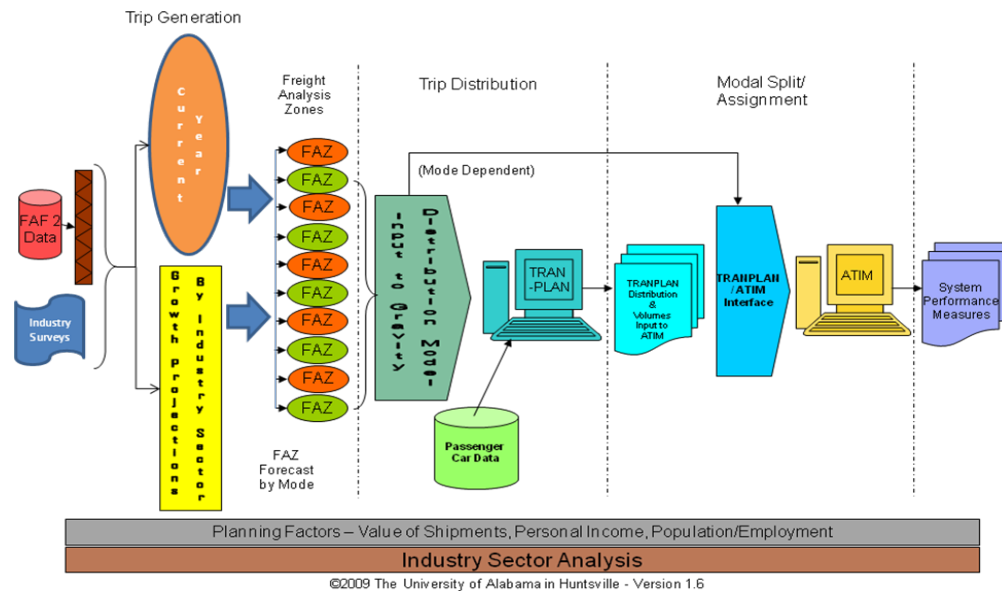 Trip Generation
Current
Year
Freight
Analysis
Zones
Trip Distribution
Modal Split/
Assignment
FAF 2
Data
Industry
Surveys
Growth Projections
By Industry Sector
FAZ
FAZ
FAZ
FAZ
FAZ
FAZ
FAZ
FAZ
FAZ
FAZ
FAZ
Forecast
by Mode
(Mode Dependent)
Input to Gravity
Distribution Model
TRAN
-PLAN
Passenger
Car Data
TRANPLAN
Distribution
&
Volumes
Input to
ATIM
TRANPLAN
/ ATIM
Interface
ATIM
System
Performance
Measures
Planning Factors – Value of Shipments, Personal Income, Population/Employment
Industry Sector Analysis
©2009 The University of Alabama in Huntsville - Version 1.6